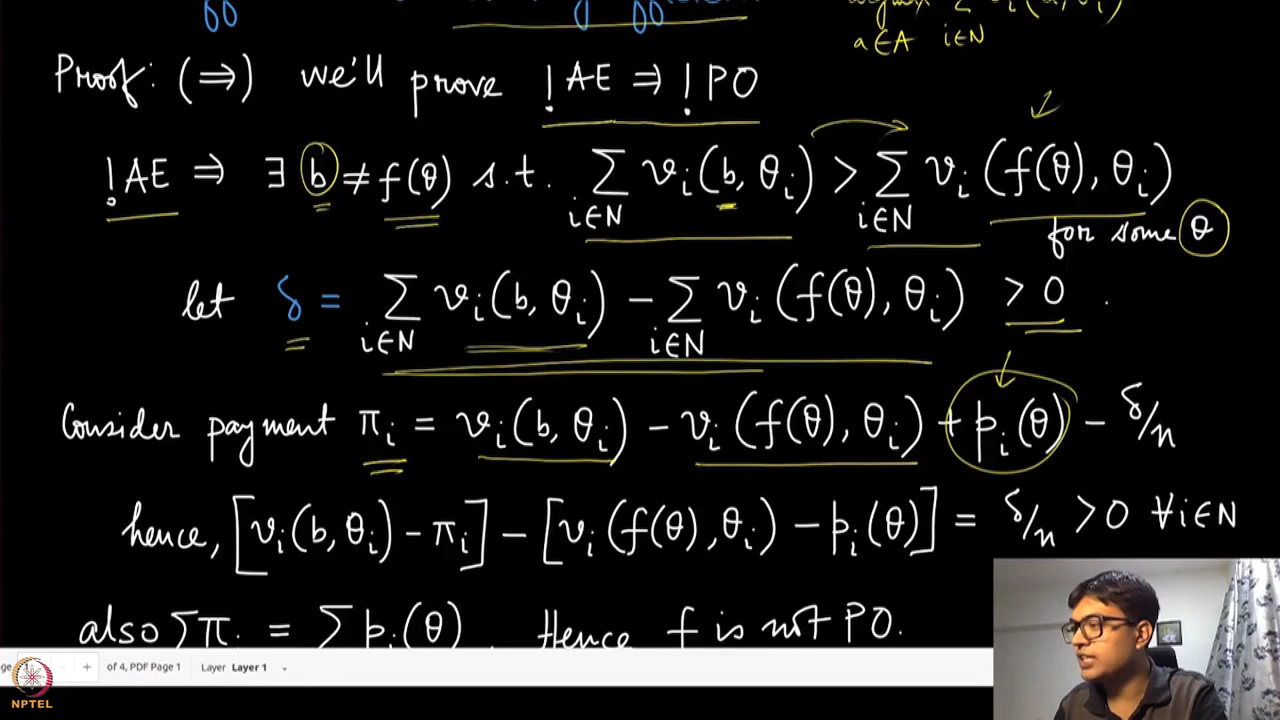 a∈A i∈N
Proof: (⇒) we'll prove !AE ⇒ !PO
!AE ⇒ ∃ b ≠ f(θ) s.t. ∑_{i∈N} v_i(b, θ_i) > ∑_{i∈N} v_i(f(θ), θ_i)
for some θ
let δ = ∑_{i∈N} v_i(b, θ_i) − ∑_{i∈N} v_i(f(θ), θ_i) > 0 .
Consider payment π_i = v_i(b, θ_i) − v_i(f(θ), θ_i) + p_i(θ) − δ/n
hence, [v_i(b, θ_i) − π_i] − [v_i(f(θ), θ_i) − p_i(θ)] = δ/n > 0 ∀i∈N
also ∑π_i = ∑p_i(θ). Hence f is not PO.
of 4, PDF Page 1 Layer Layer 1
NPTEL